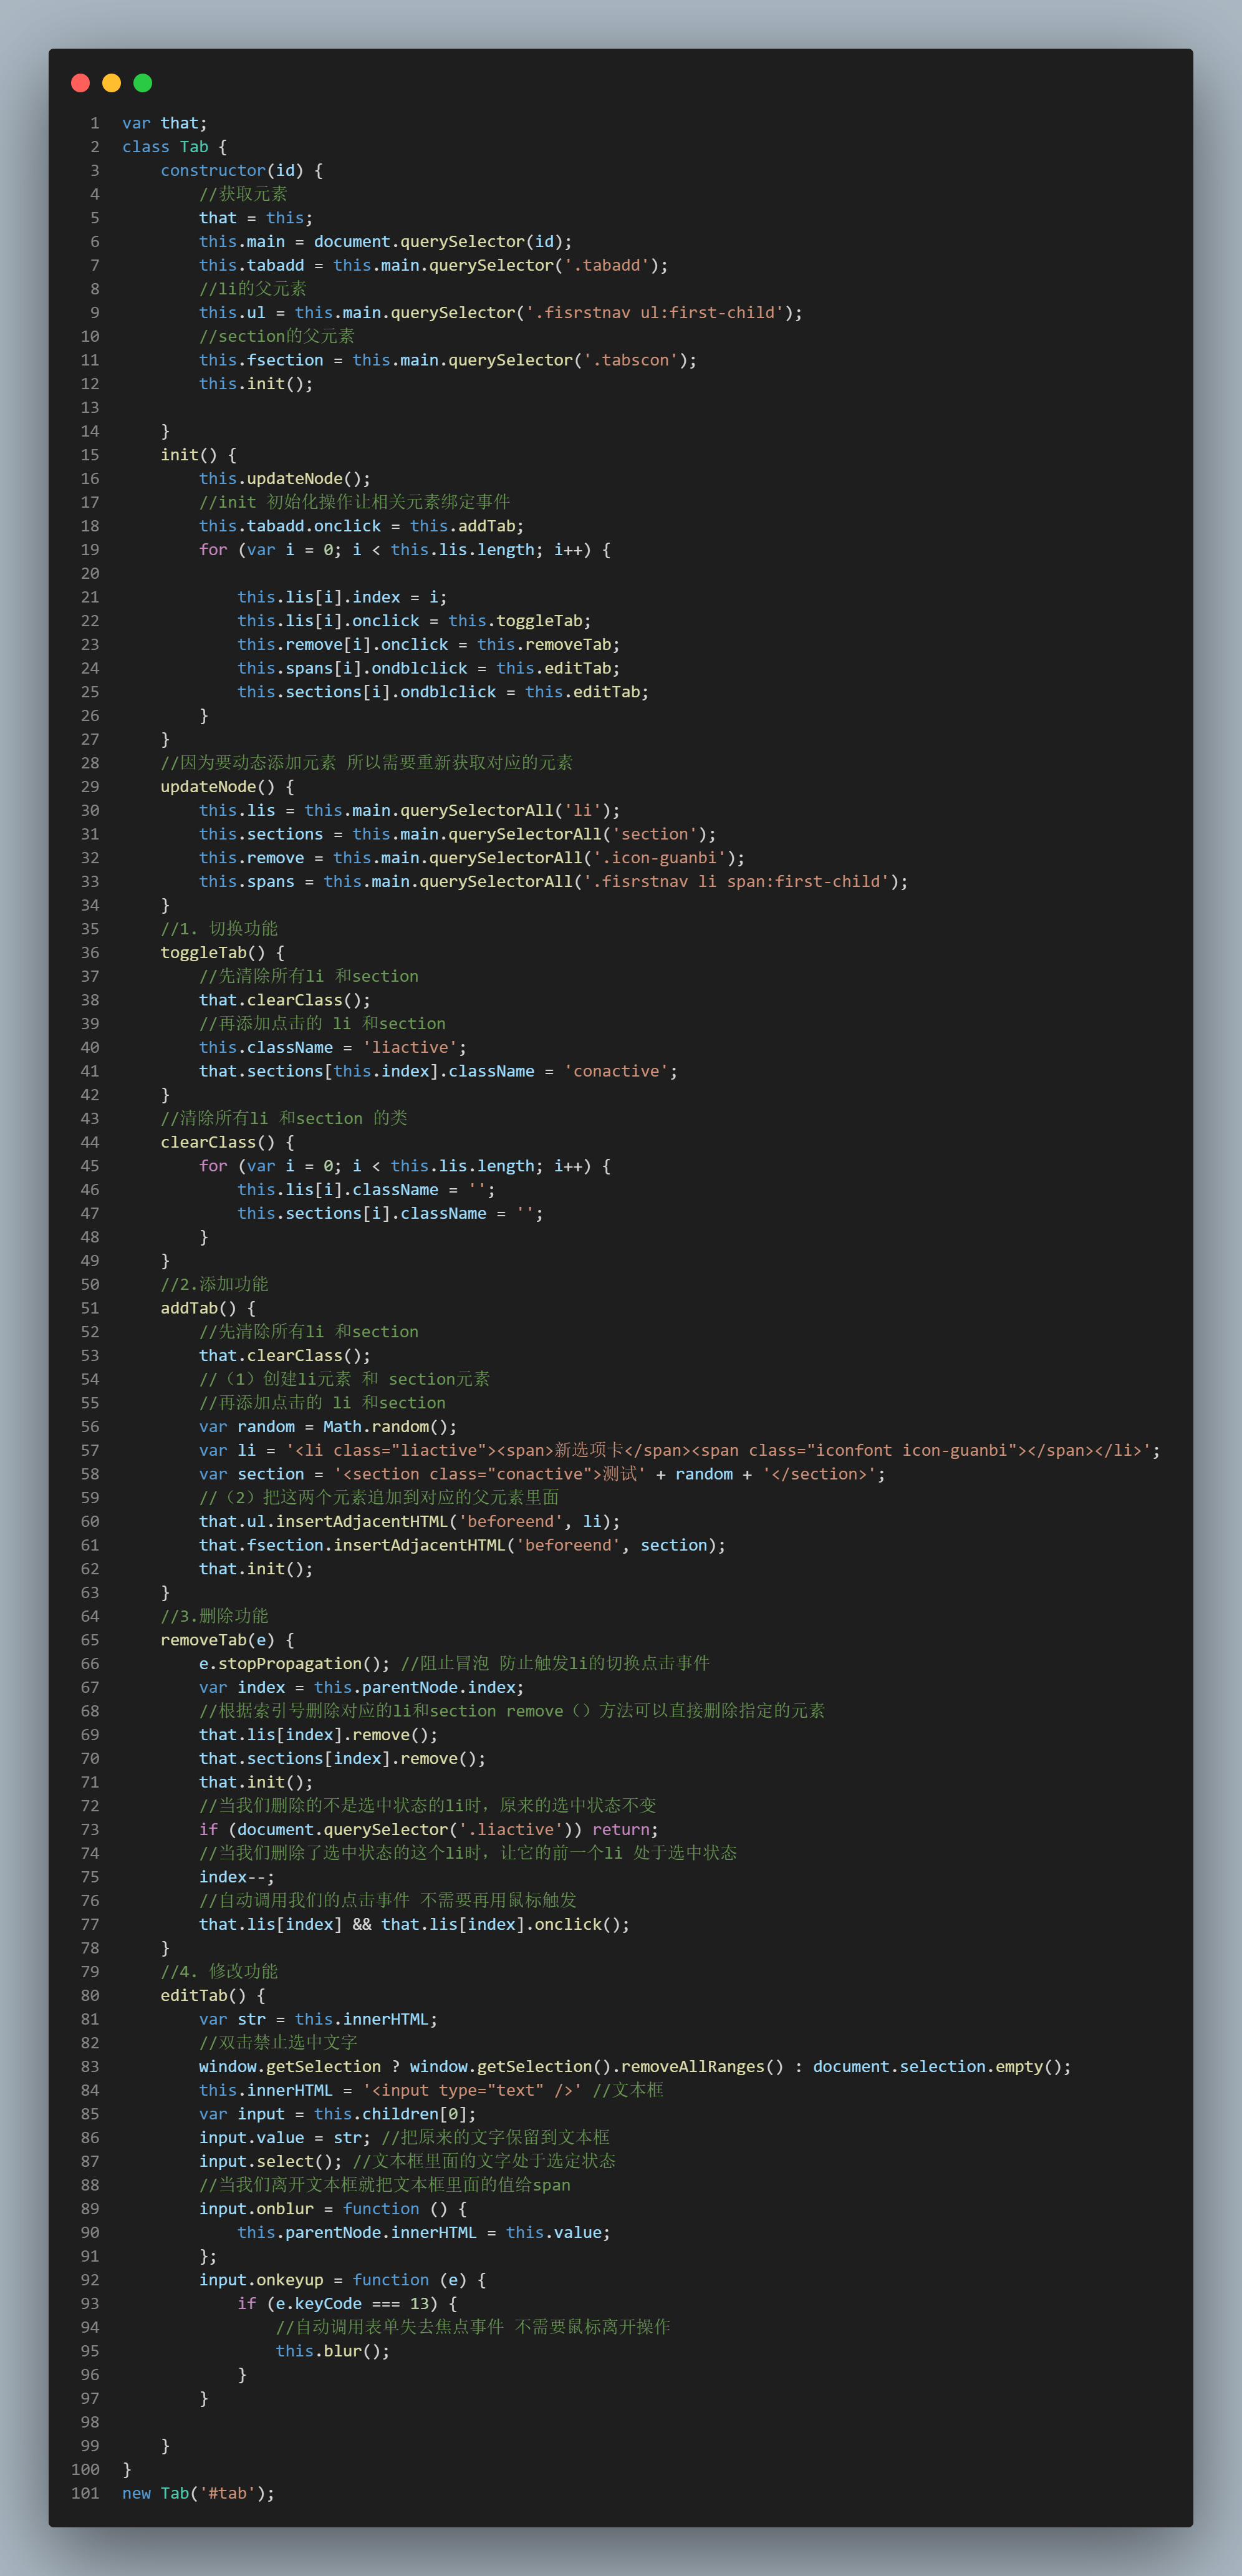 1 var that;
2 class Tab {
3     constructor(id) {
4         //获取元素
5         that = this;
6         this.main = document.querySelector(id);
7         this.tabadd = this.main.querySelector('.tabadd');
8         //li的父元素
9         this.ul = this.main.querySelector('.fisrstnav ul:first-child');
10         //section的父元素
11         this.fsection = this.main.querySelector('.tabscon');
12         this.init();
13
14     }
15     init() {
16         this.updateNode();
17         //init 初始化操作让相关元素绑定事件
18         this.tabadd.onclick = this.addTab;
19         for (var i = 0; i < this.lis.length; i++) {
20
21             this.lis[i].index = i;
22             this.lis[i].onclick = this.toggleTab;
23             this.remove[i].onclick = this.removeTab;
24             this.spans[i].ondblclick = this.editTab;
25             this.sections[i].ondblclick = this.editTab;
26         }
27     }
28     //因为要动态添加元素 所以需要重新获取对应的元素
29     updateNode() {
30         this.lis = this.main.querySelectorAll('li');
31         this.sections = this.main.querySelectorAll('section');
32         this.remove = this.main.querySelectorAll('.icon-guanbi');
33         this.spans = this.main.querySelectorAll('.fisrstnav li span:first-child');
34     }
35     //1. 切换功能
36     toggleTab() {
37         //先清除所有li 和section
38         that.clearClass();
39         //再添加点击的 li 和section
40         this.className = 'liactive';
41         that.sections[this.index].className = 'conactive';
42     }
43     //清除所有li 和section 的类
44     clearClass() {
45         for (var i = 0; i < this.lis.length; i++) {
46             this.lis[i].className = '';
47             this.sections[i].className = '';
48         }
49     }
50     //2.添加功能
51     addTab() {
52         //先清除所有li 和section
53         that.clearClass();
54         //（1）创建li元素 和 section元素
55         //再添加点击的 li 和section
56         var random = Math.random();
57         var li = '<li class="liactive"><span>新选项卡</span><span class="iconfont icon-guanbi"></span></li>';
58         var section = '<section class="conactive">测试' + random + '</section>';
59         //（2）把这两个元素追加到对应的父元素里面
60         that.ul.insertAdjacentHTML('beforeend', li);
61         that.fsection.insertAdjacentHTML('beforeend', section);
62         that.init();
63     }
64     //3.删除功能
65     removeTab(e) {
66         e.stopPropagation(); //阻止冒泡 防止触发li的切换点击事件
67         var index = this.parentNode.index;
68         //根据索引号删除对应的li和section remove（）方法可以直接删除指定的元素
69         that.lis[index].remove();
70         that.sections[index].remove();
71         that.init();
72         //当我们删除的不是选中状态的li时，原来的选中状态不变
73         if (document.querySelector('.liactive')) return;
74         //当我们删除了选中状态的这个li时，让它的前一个li 处于选中状态
75         index--;
76         //自动调用我们的点击事件 不需要再用鼠标触发
77         that.lis[index] && that.lis[index].onclick();
78     }
79     //4. 修改功能
80     editTab() {
81         var str = this.innerHTML;
82         //双击禁止选中文字
83         window.getSelection ? window.getSelection().removeAllRanges() : document.selection.empty();
84         this.innerHTML = '<input type="text" />' //文本框
85         var input = this.children[0];
86         input.value = str; //把原来的文字保留到文本框
87         input.select(); //文本框里面的文字处于选定状态
88         //当我们离开文本框就把文本框里面的值给span
89         input.onblur = function () {
90             this.parentNode.innerHTML = this.value;
91         };
92         input.onkeyup = function (e) {
93             if (e.keyCode === 13) {
94                 //自动调用表单失去焦点事件 不需要鼠标离开操作
95                 this.blur();
96             }
97         }
98
99     }
100 }
101 new Tab('#tab');